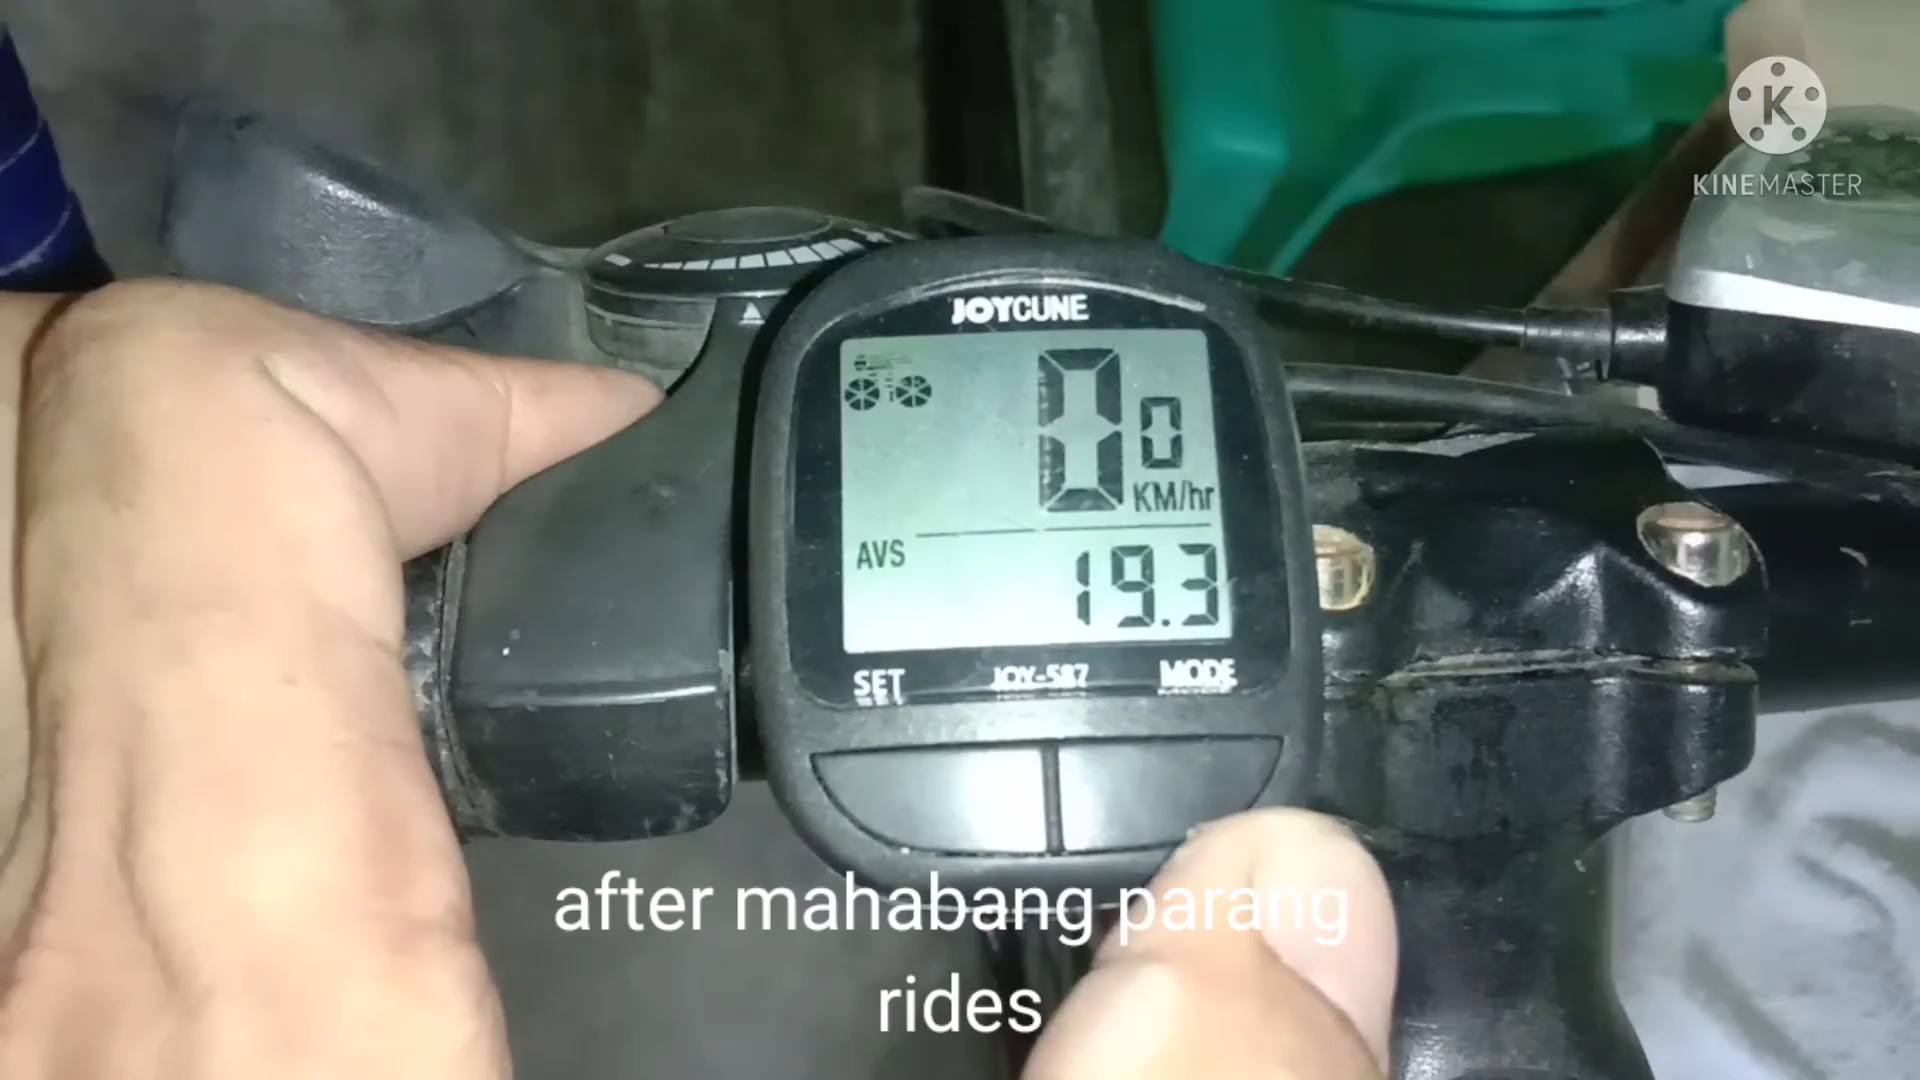 KINEMASTER
JOYCUNE
0 0
KM/hr
AVS
19.3
SET JOY-587 MODE
after mahabang parang
rides